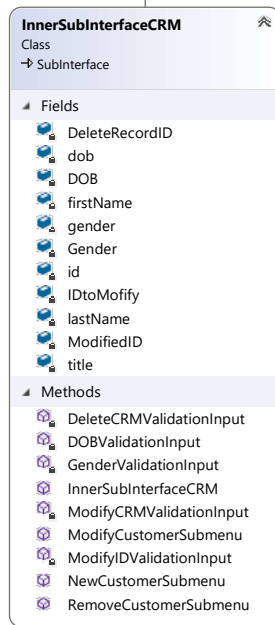 InnerSubInterfaceCRM
Class
SubInterface
Fields
DeleteRecordID
dob
DOB
firstName
gender
Gender
id
IDtoMofify
lastName
ModifiedID
title
Methods
DeleteCRMValidationInput
DOBValidationInput
GenderValidationInput
InnerSubInterfaceCRM
ModifyCRMValidationInput
ModifyCustomerSubmenu
ModifyIDValidationInput
NewCustomerSubmenu
RemoveCustomerSubmenu